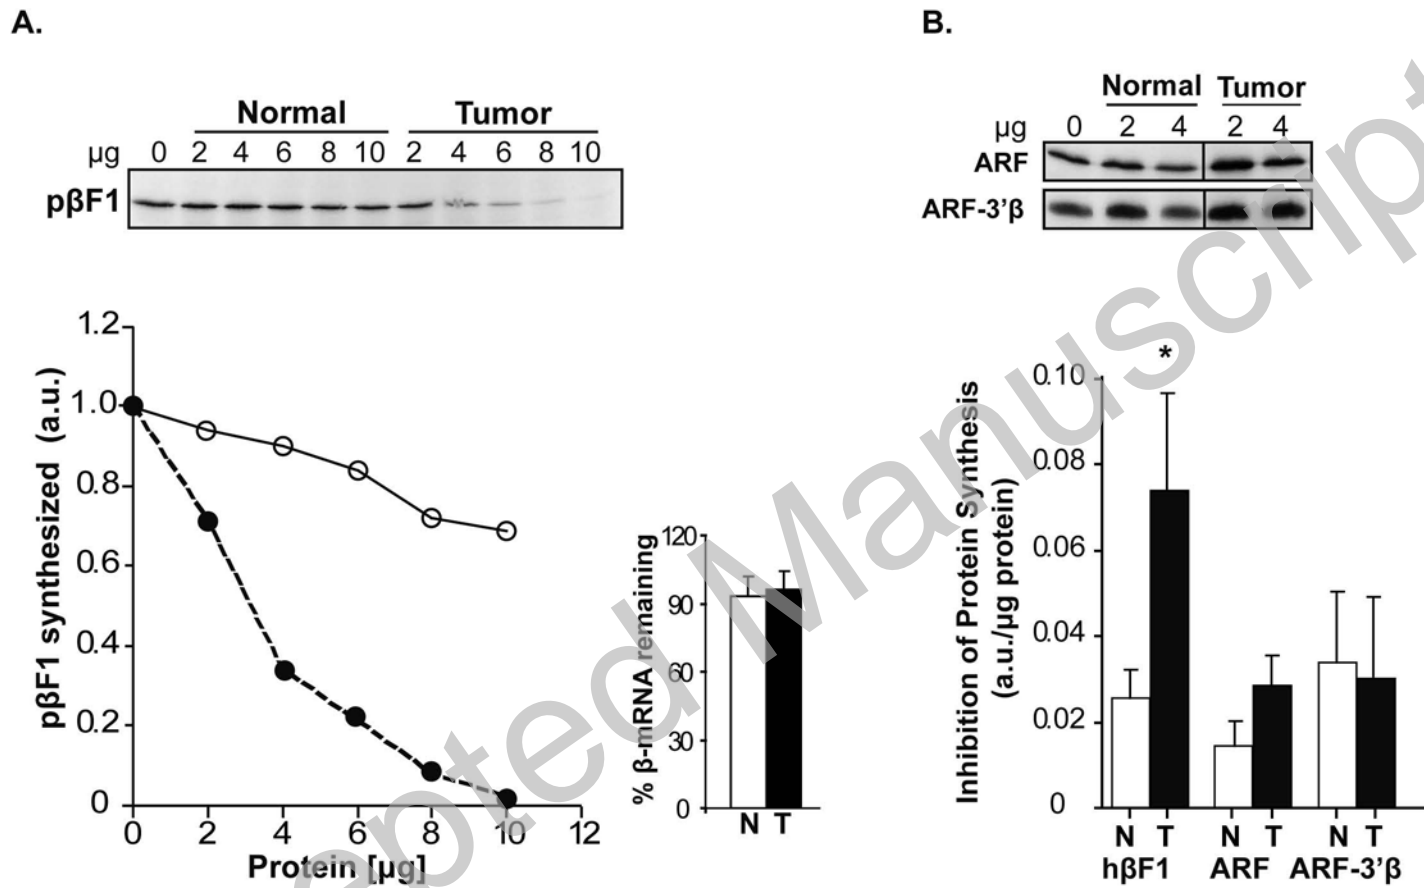 A.
Normal Tumor
μg 0 2 4 6 8 10 2 4 6 8 10
pβF1
1.2
1.0
0.8
0.6
0.4
0.2
0
pβF1 synthesized (a.u.)
0 2 4 6 8 10 12
Protein [μg]
% β-mRNA remaining
120
90
60
30
0
N T
B.
Normal Tumor
μg 0 2 4 2 4
ARF
ARF-3'β
Inhibition of Protein Synthesis
(a.u./μg protein)
0.10
0.08
0.06
0.04
0.02
0
*
N T N T N T
hβF1 ARF ARF-3'β
epted Manuscript